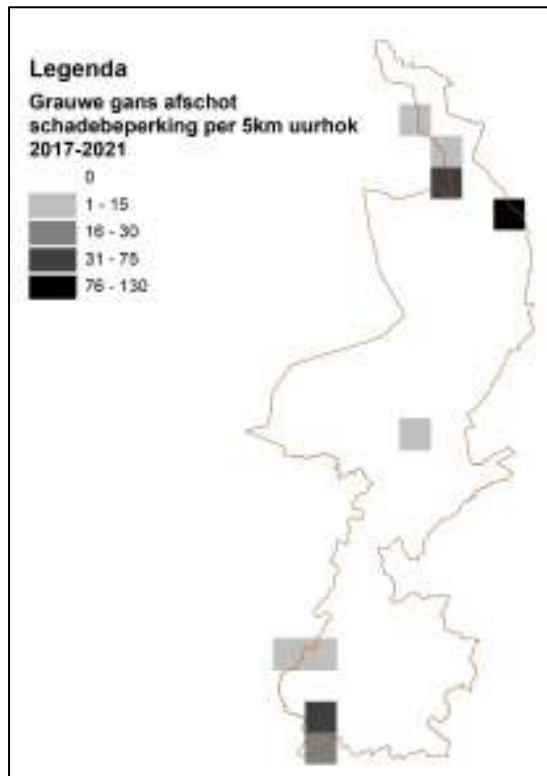 Legenda
Grauwe gans afschot
schadebeperking per 5km uurhok
2017-2021
0
1 - 15
16 - 30
31 - 75
76 - 130